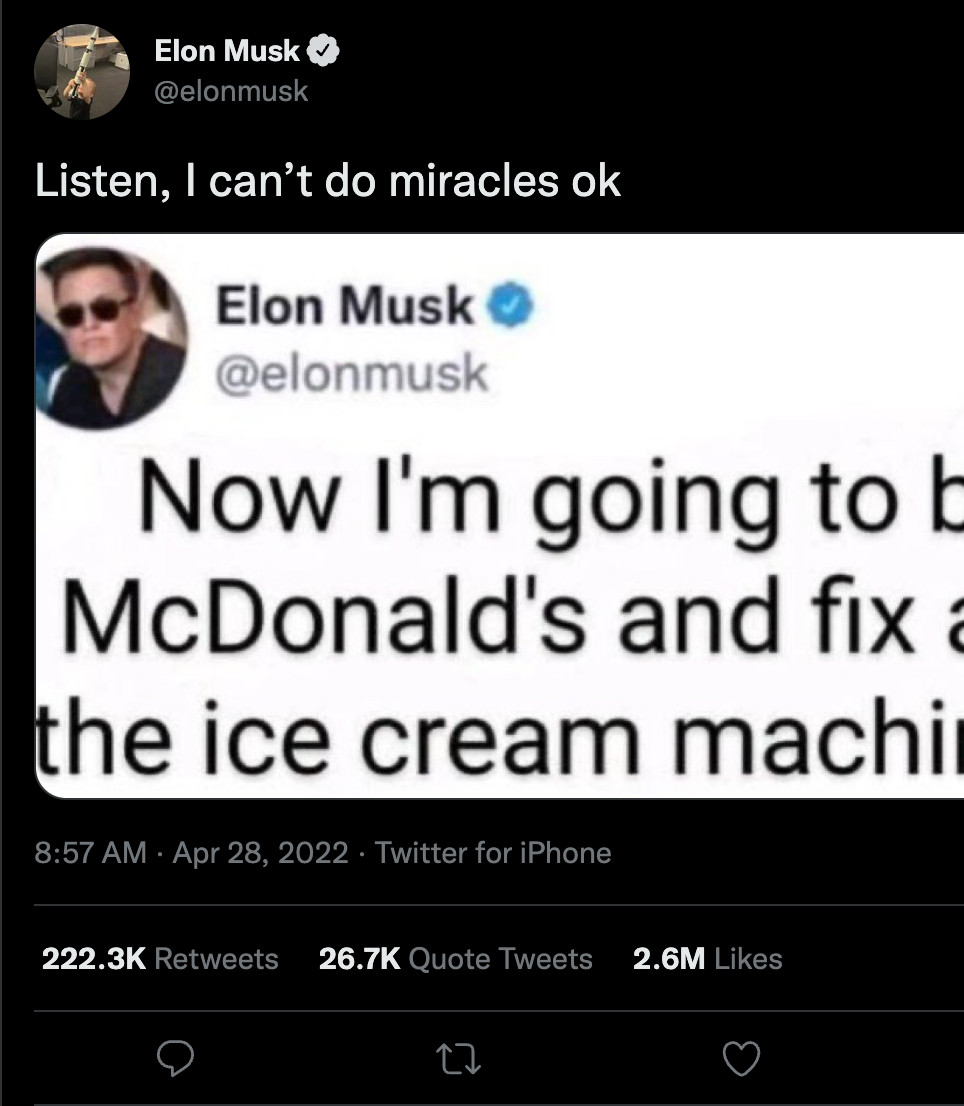 Elon Musk
@elonmusk
Listen, I can’t do miracles ok
Elon Musk
@elonmusk
Now I'm going to b
McDonald's and fix a
the ice cream machin
8:57 AM · Apr 28, 2022 · Twitter for iPhone
222.3K Retweets 26.7K Quote Tweets 2.6M Likes